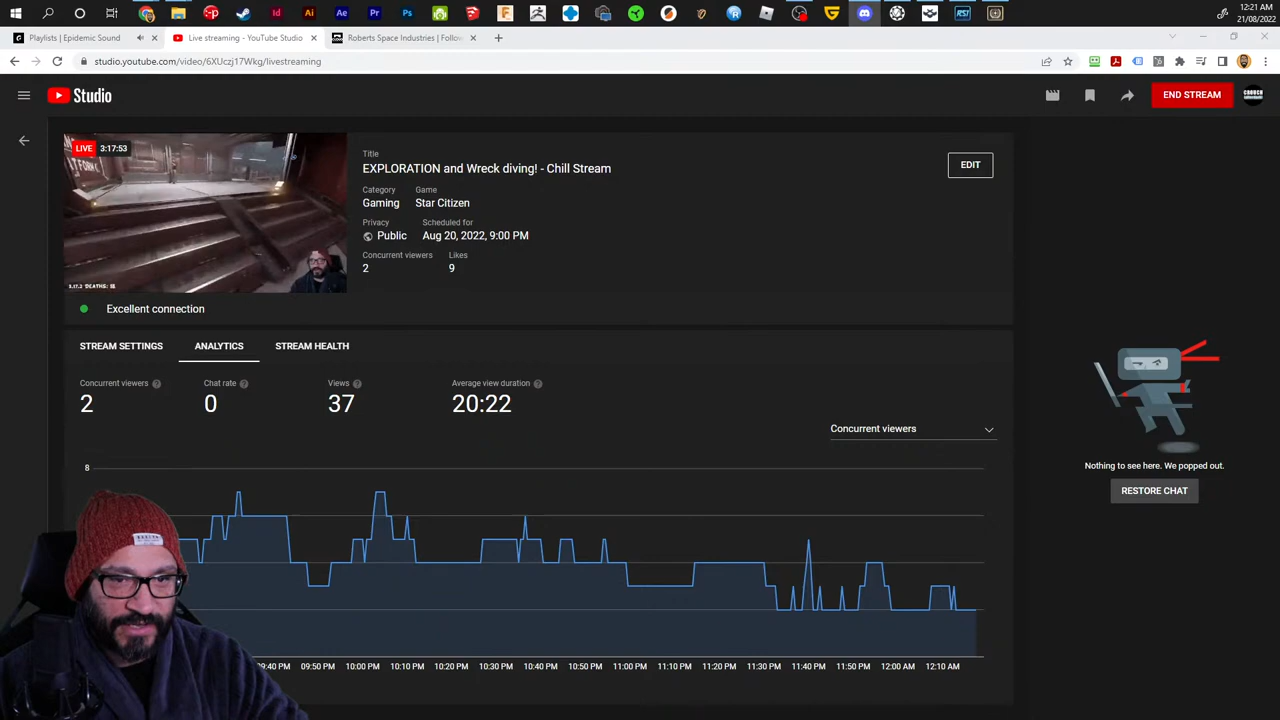 12:21 AM
21/08/2022
Playlists | Epidemic Sound
Live streaming - YouTube Studio
Roberts Space Industries | Follow
studio.youtube.com/video/6XUczj17Wkg/livestreaming
Studio
END STREAM
LIVE 3:17:53
Title
EXPLORATION and Wreck diving! - Chill Stream
EDIT
Category Game
Gaming Star Citizen
Privacy Scheduled for
Public Aug 20, 2022, 9:00 PM
Concurrent viewers Likes
2 9
3.17.2 DEATHS:
Excellent connection
STREAM SETTINGS ANALYTICS STREAM HEALTH
Concurrent viewers Chat rate Views Average view duration
2 0 37 20:22
Concurrent viewers
8
Nothing to see here. We popped out.
RESTORE CHAT
9:40 PM 9:50 PM 10:00 PM 10:10 PM 10:20 PM 10:30 PM 10:40 PM 10:50 PM 11:00 PM 11:10 PM 11:20 PM 11:30 PM 11:40 PM 11:50 PM 12:00 AM 12:10 AM